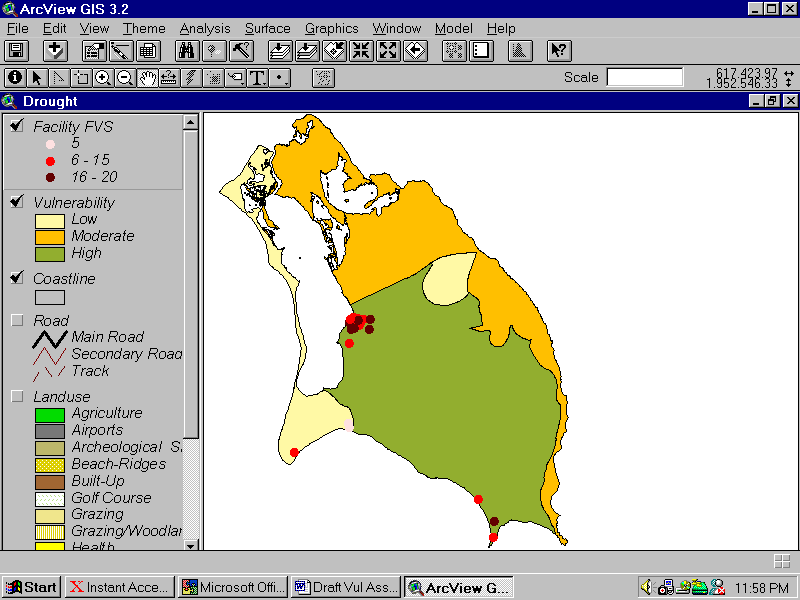 ArcView GIS 3.2
File Edit View Theme Analysis Surface Graphics Window Model Help
Scale 617,423.97
1,952,546.33
Drought
Facility FVS
5
6 - 15
16 - 20
Vulnerability
Low
Moderate
High
Coastline
Road
Main Road
Secondary Road
Track
Landuse
Agriculture
Airports
Archeological S
Beach-Ridges
Built-Up
Golf Course
Grazing
Grazing/Woodlan
Health
Start Instant Acce... Microsoft Offi... Draft Vul Ass... ArcView G... 11:58 PM